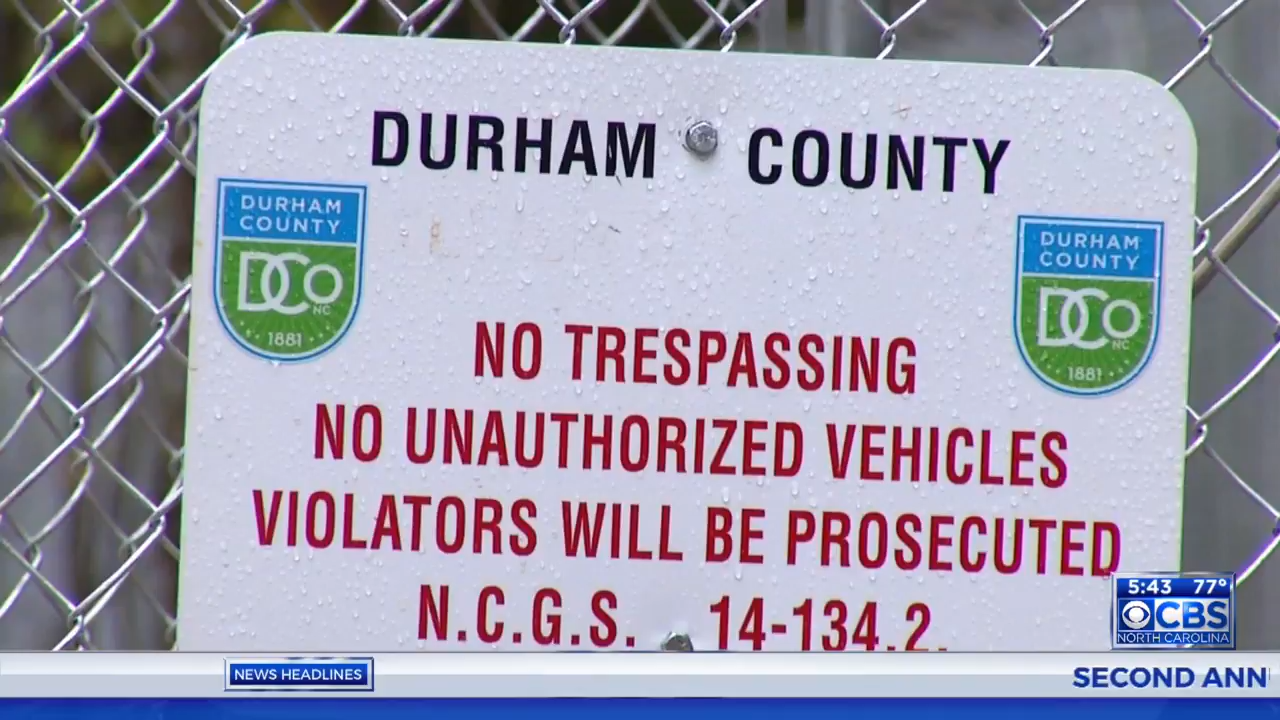 DURHAM COUNTY
DURHAM
COUNTY
DCO
NC
1881
DURHAM
COUNTY
DCO
NC
1881
NO TRESPASSING
NO UNAUTHORIZED VEHICLES
VIOLATORS WILL BE PROSECUTED
N.C.G.S. 14-134.2.
5:43 77°
CBS
NORTH CAROLINA
NEWS HEADLINES
SECOND ANN